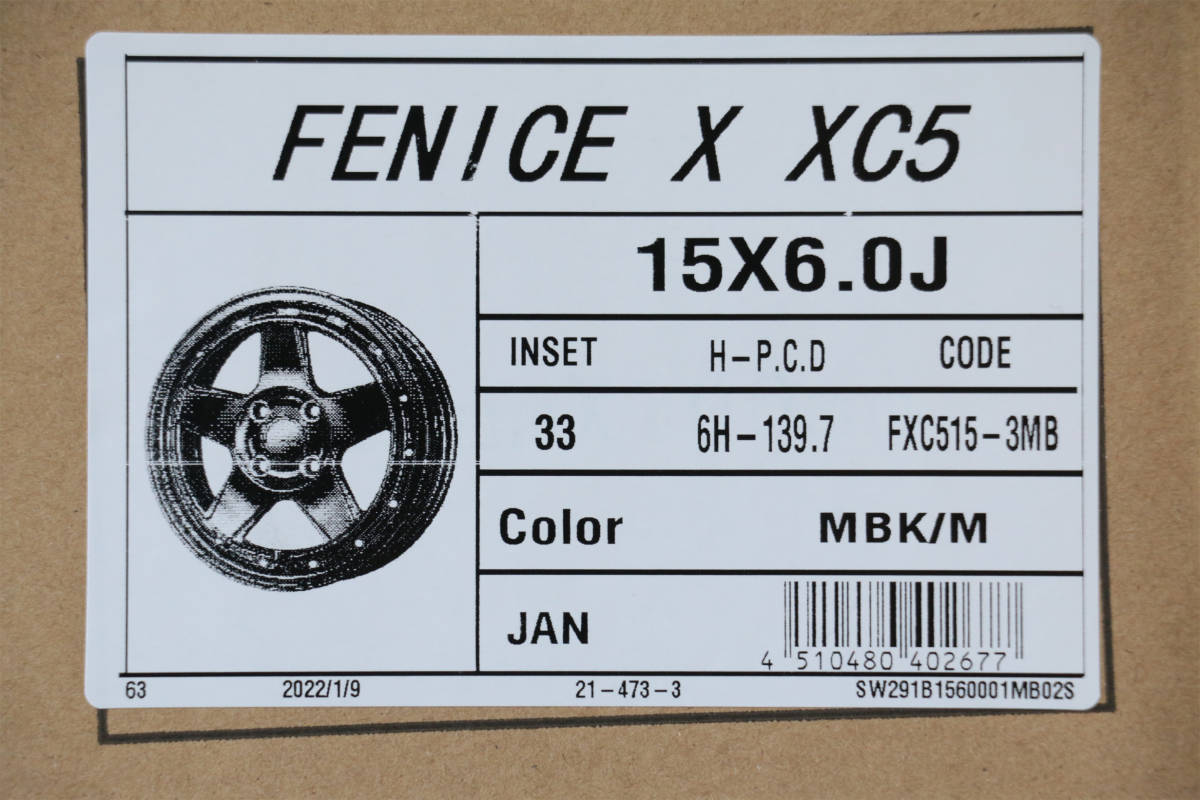 FENICE X XC5
15X6.0J
INSET H-P.C.D CODE
33 6H-139.7 FXC515-3MB
Color MBK/M
JAN
4 510480 402677
63 2022/1/9 21-473-3 SW291B1560001MB02S